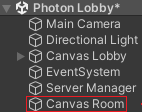 Photon Lobby*
Main Camera
Directional Light
Canvas Lobby
EventSystem
Server Manager
Canvas Room